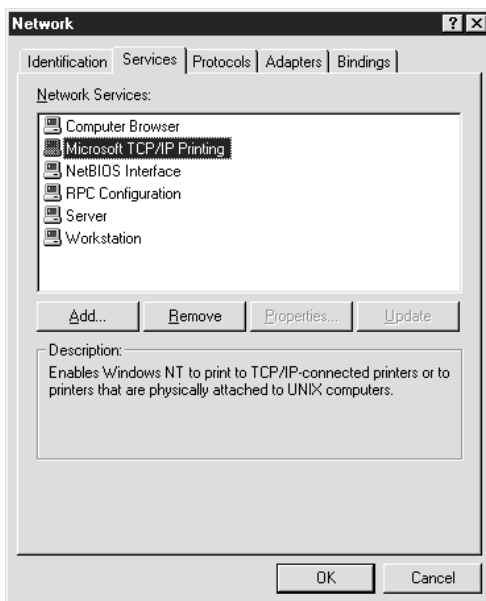 Network
? X
Identification Services Protocols Adapters Bindings
Network Services:
Computer Browser
Microsoft TCP/IP Printing
NetBIOS Interface
RPC Configuration
Server
Workstation
Add... Remove Properties... Update
Description:
Enables Windows NT to print to TCP/IP-connected printers or to
printers that are physically attached to UNIX computers.
OK Cancel